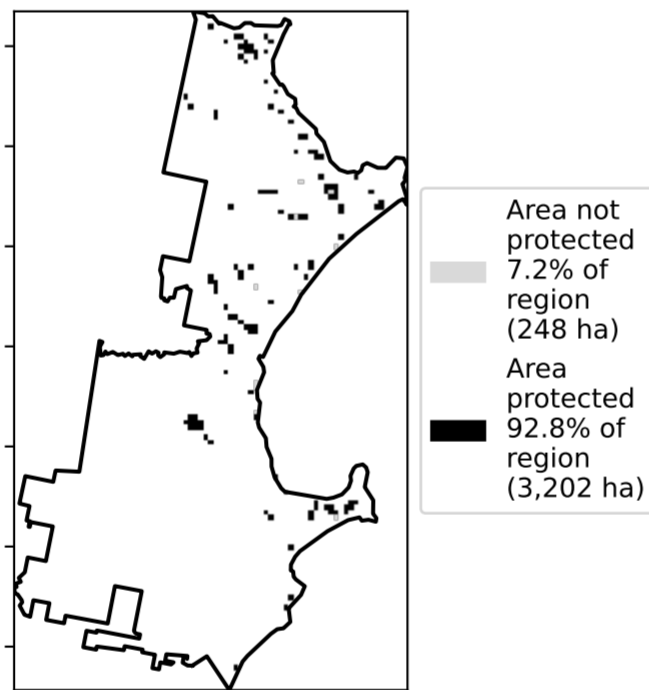 Area not
protected
7.2% of
region
(248 ha)
Area
protected
92.8% of
region
(3,202 ha)